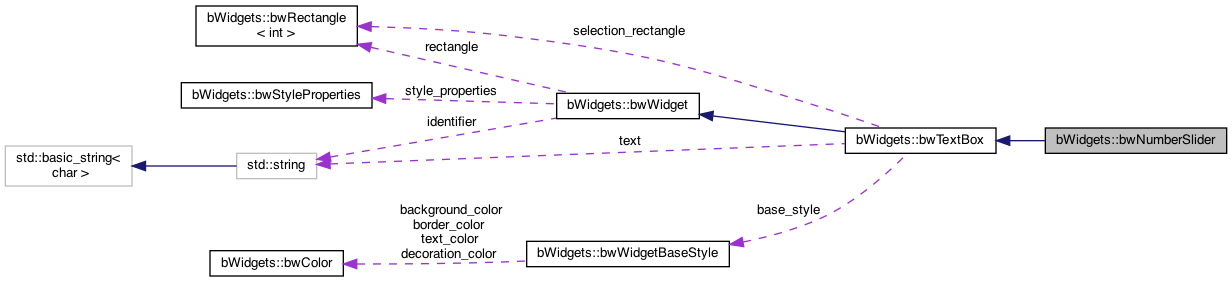 bWidgets::bwRectangle
< int >
selection_rectangle
rectangle
bWidgets::bwStyleProperties
style_properties
bWidgets::bwWidget
identifier
text
bWidgets::bwTextBox
bWidgets::bwNumberSlider
std::basic_string<
char >
std::string
base_style
background_color
border_color
text_color
decoration_color
bWidgets::bwColor
bWidgets::bwWidgetBaseStyle